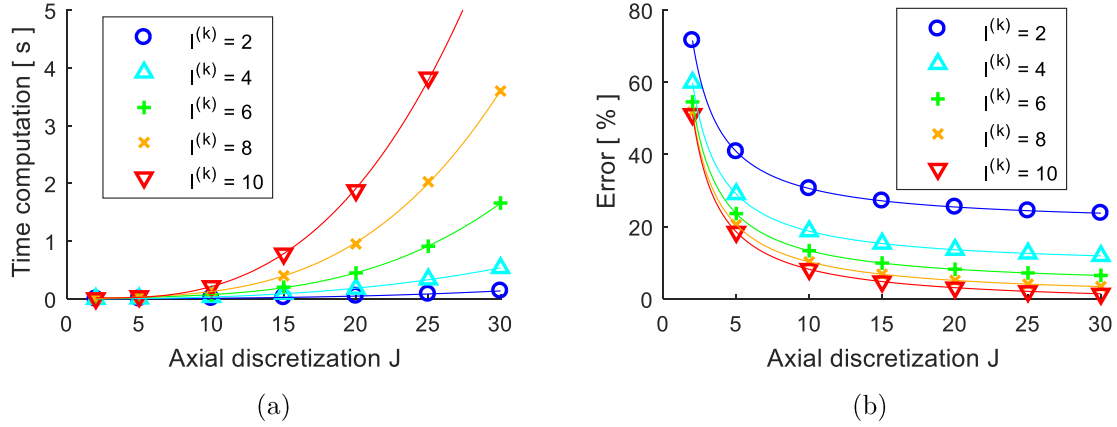 Time computation [ s ]
5
4
3
2
1
0
0 5 10 15 20 25 30
Axial discretization J
I^(k) = 2
I^(k) = 4
I^(k) = 6
I^(k) = 8
I^(k) = 10
(a)
Error [ % ]
80
60
40
20
0
0 5 10 15 20 25 30
Axial discretization J
I^(k) = 2
I^(k) = 4
I^(k) = 6
I^(k) = 8
I^(k) = 10
(b)